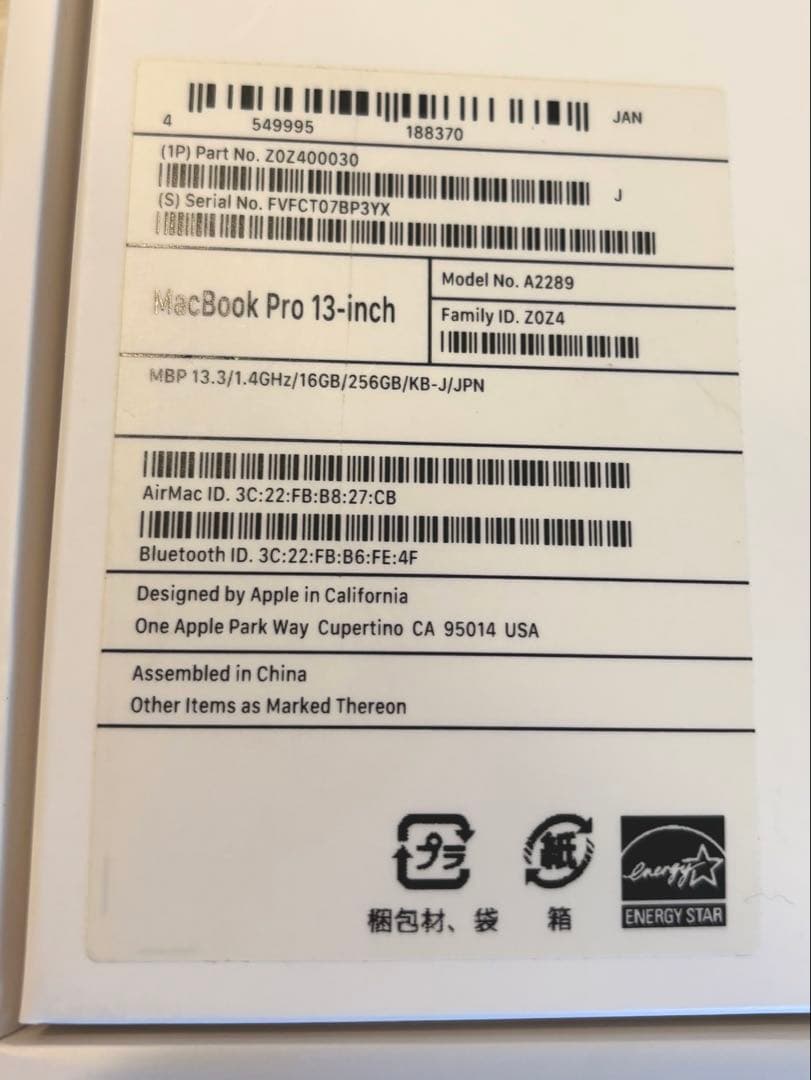 4 549995 188370 JAN
(1P) Part No. Z0Z400030
J
(S) Serial No. FVFCT07BP3YX
MacBook Pro 13-inch
Model No. A2289
Family ID. Z0Z4
MBP 13.3/1.4GHz/16GB/256GB/KB-J/JPN
AirMac ID. 3C:22:FB:B8:27:CB
Bluetooth ID. 3C:22:FB:B6:FE:4F
Designed by Apple in California
One Apple Park Way Cupertino CA 95014 USA
Assembled in China
Other Items as Marked Thereon
プラ
梱包材、袋
紙
箱
energy
ENERGY STAR